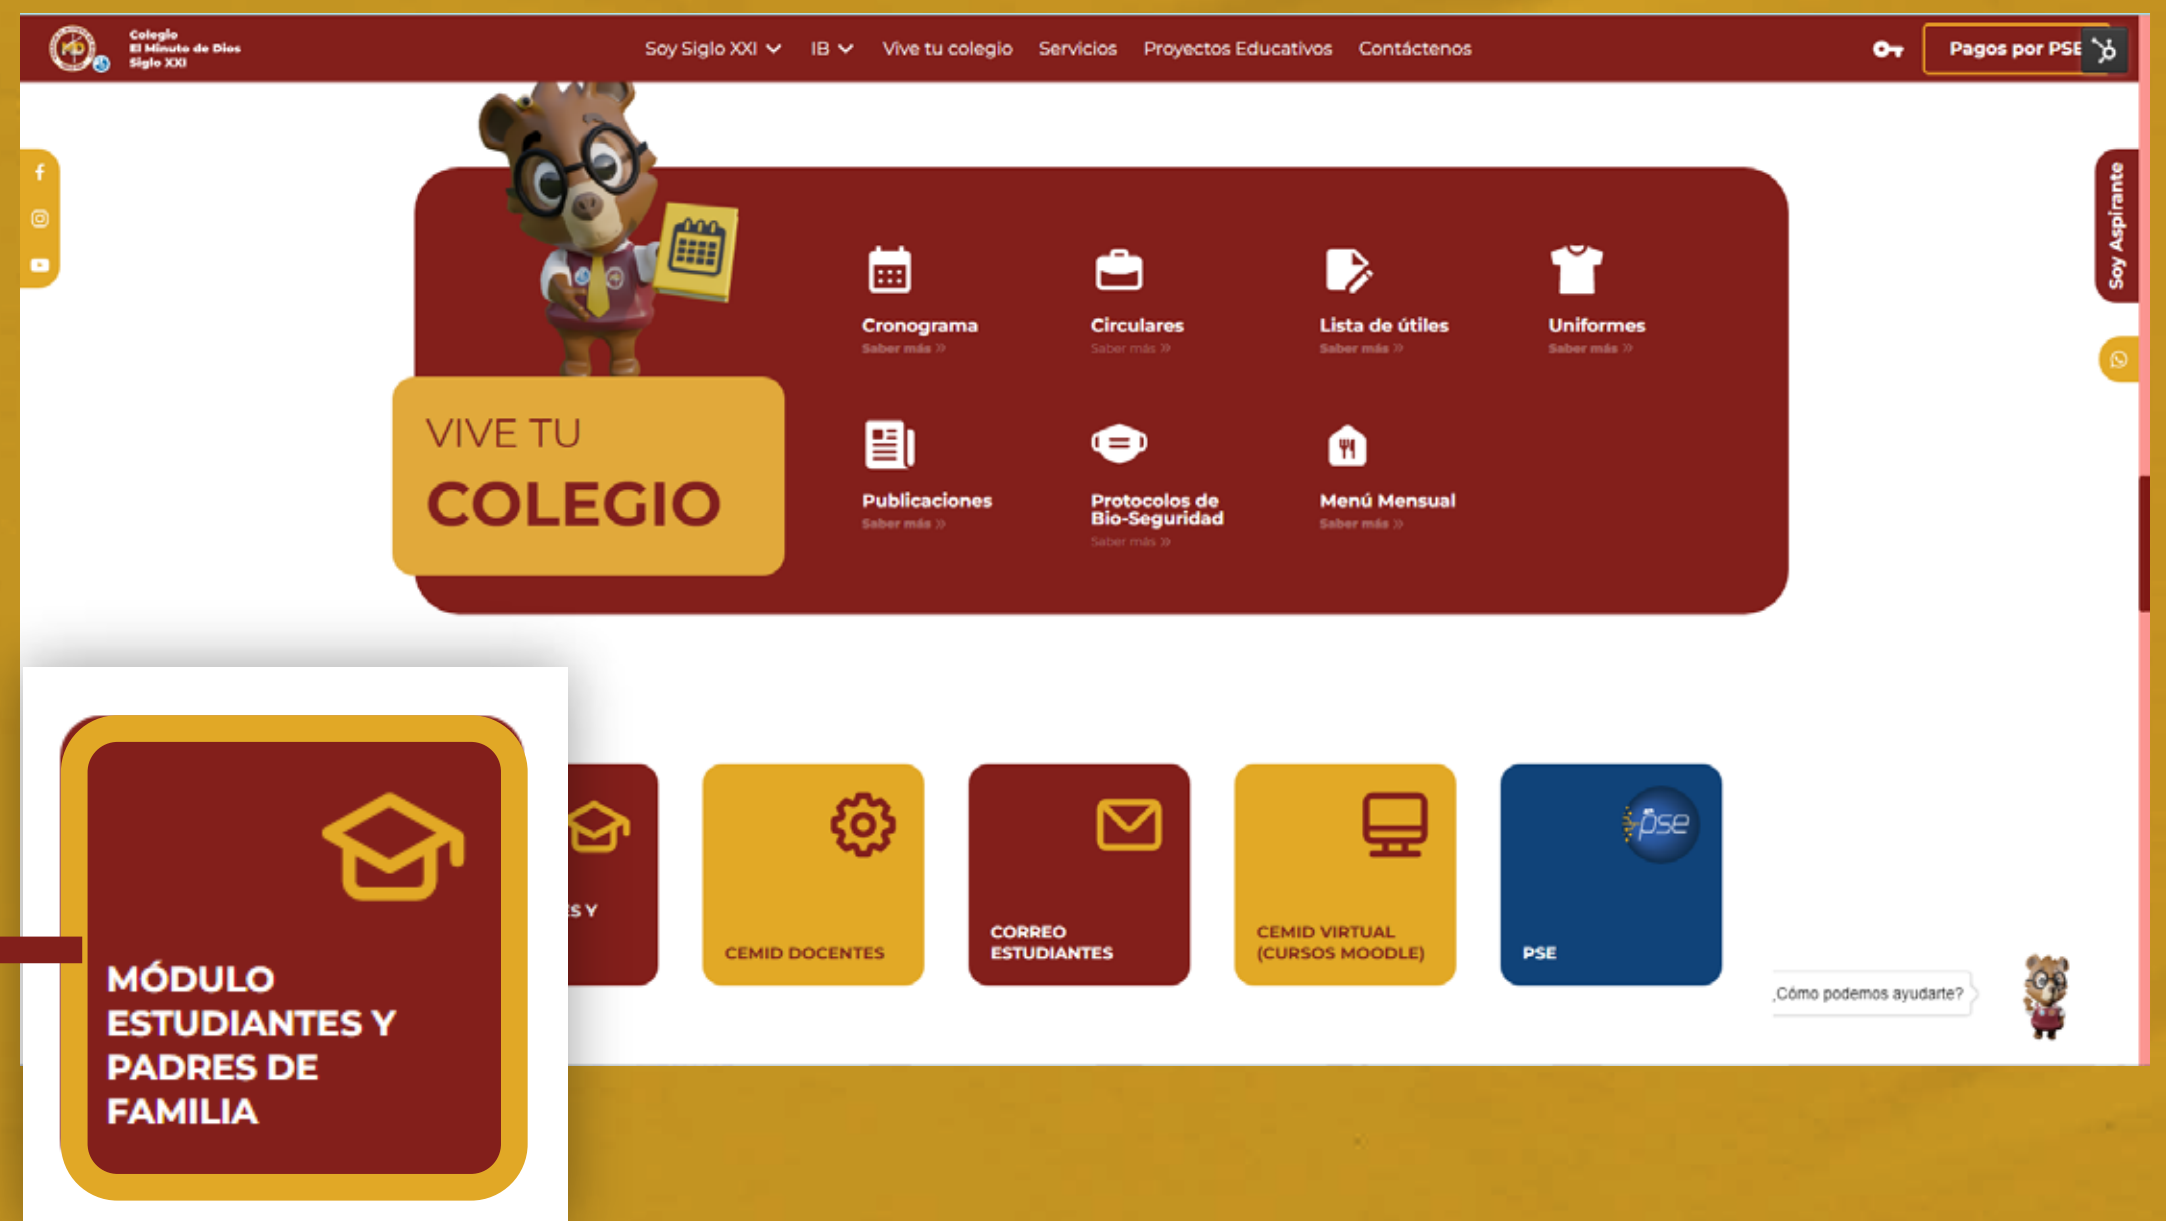 Colegio
El Minuto de Dios
Siglo XXI
Soy Siglo XXI
IB
Vive tu colegio
Servicios
Proyectos Educativos
Contáctenos
Pagos por PSE
Soy Aspirante
Cronograma
Saber más »
Circulares
Saber más »
Lista de útiles
Saber más »
Uniformes
Saber más »
VIVE TU
COLEGIO
Publicaciones
Saber más »
Protocolos de
Bio-Seguridad
Saber más »
Menú Mensual
Saber más »
MÓDULO
ESTUDIANTES Y
PADRES DE
FAMILIA
ES Y
CEMID DOCENTES
CORREO
ESTUDIANTES
CEMID VIRTUAL
(CURSOS MOODLE)
pse
PSE
¿Cómo podemos ayudarte?